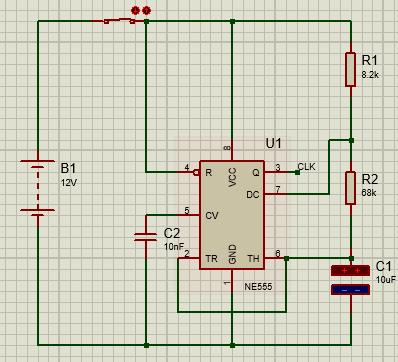 R1
8.2k
U1
8
VCC
4
R
Q
3
CLK
DC
7
B1
12V
R2
68k
5
CV
C2
10nF
GND
2
TR
TH
6
1
NE555
C1
10uF